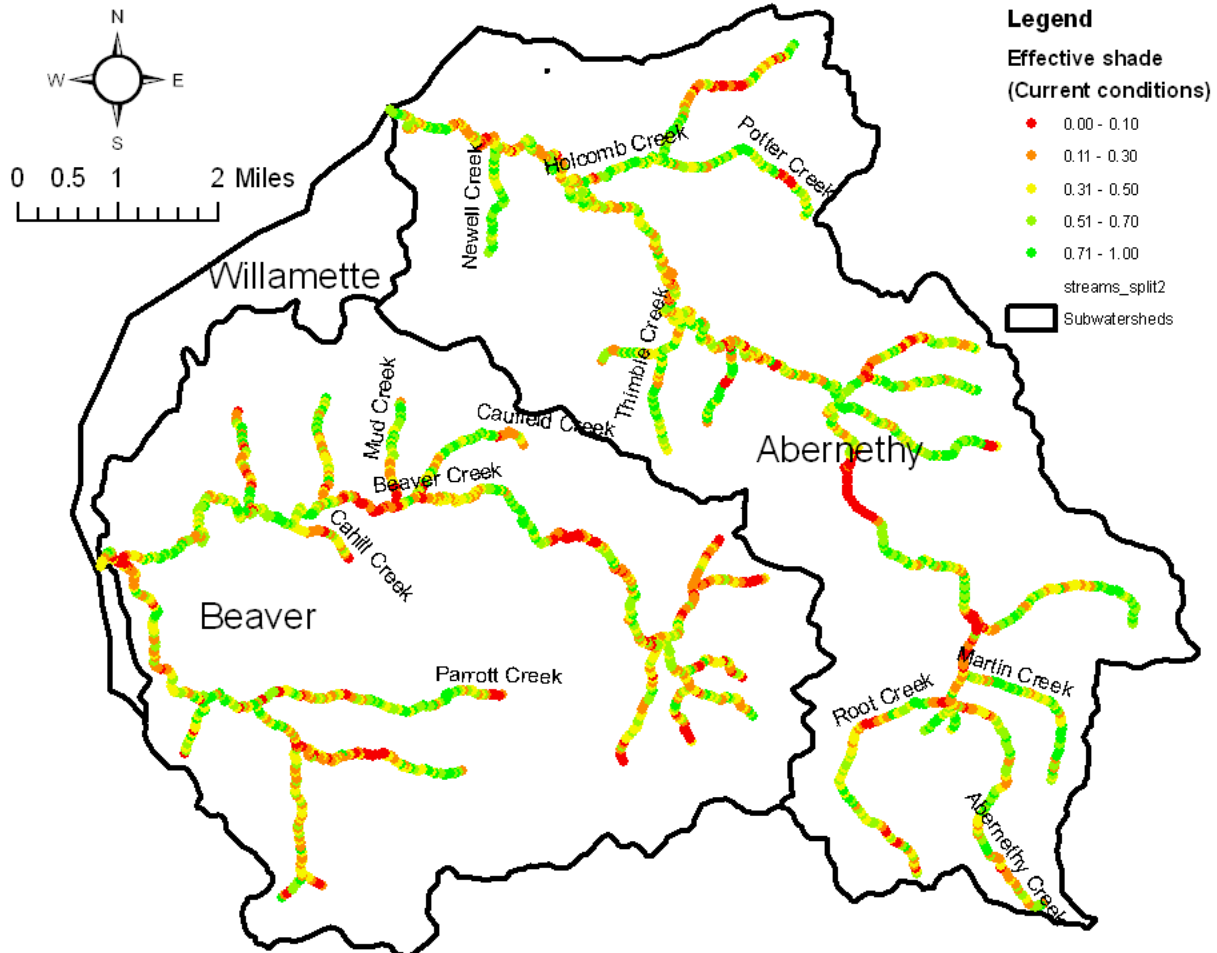 N
W E
S
0 0.5 1 2 Miles
Legend
Effective shade
(Current conditions)
0.00 - 0.10
0.11 - 0.30
0.31 - 0.50
0.51 - 0.70
0.71 - 1.00
streams_split2
Subwatersheds
Holcomb Creek
Potter Creek
Newell Creek
Willamette
Thimble Creek
Mud Creek
Caulfeld Creek
Abernethy
Beaver Creek
Cahill Creek
Beaver
Parrott Creek
Martin Creek
Root Creek
Abernethy Creek